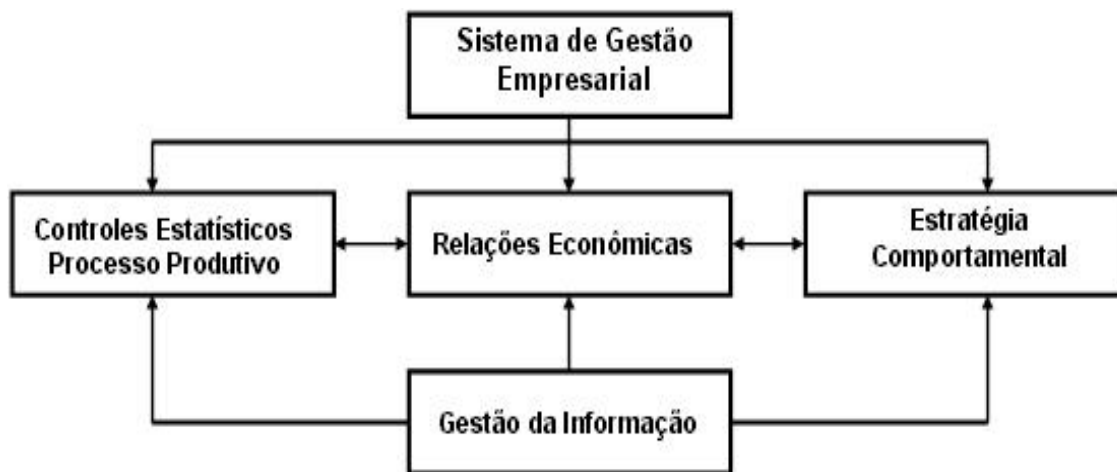 Sistema de Gestão
Empresarial
Controles Estatísticos
Processo Produtivo
Relações Econômicas
Estratégia
Comportamental
Gestão da Informação